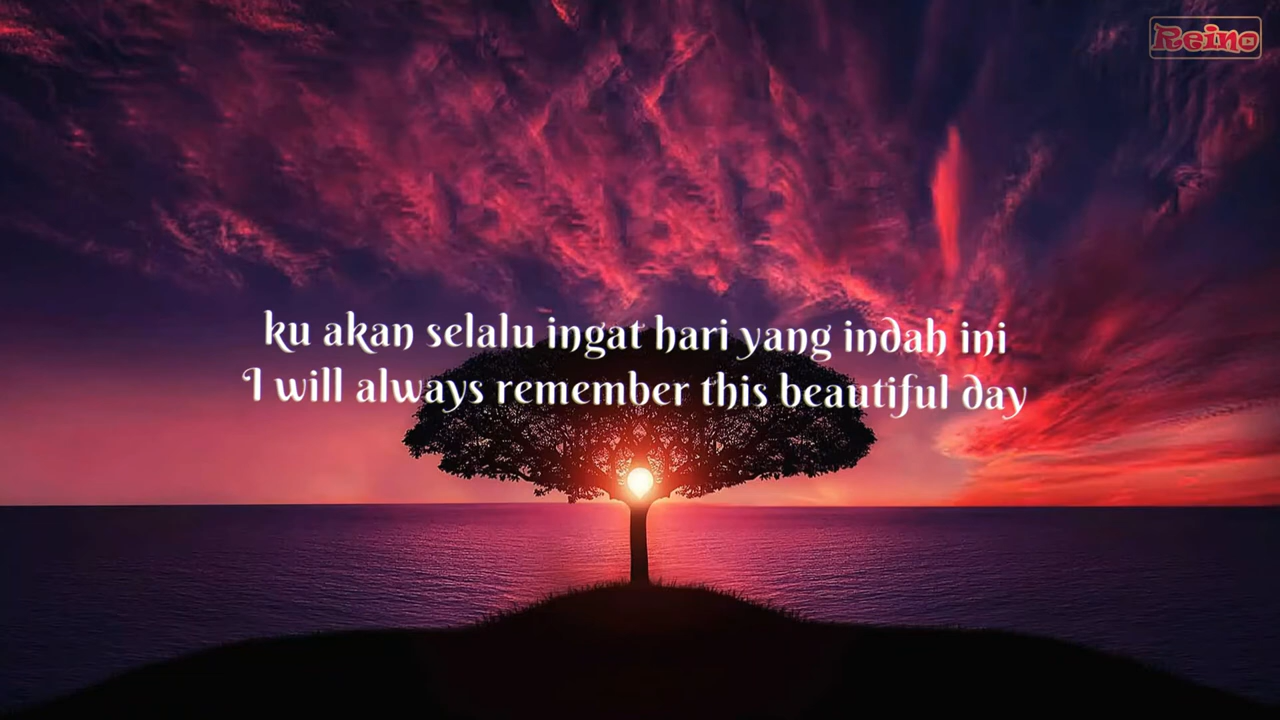 Reino
ku akan selalu ingat hari yang indah ini
I will always remember this beautiful day